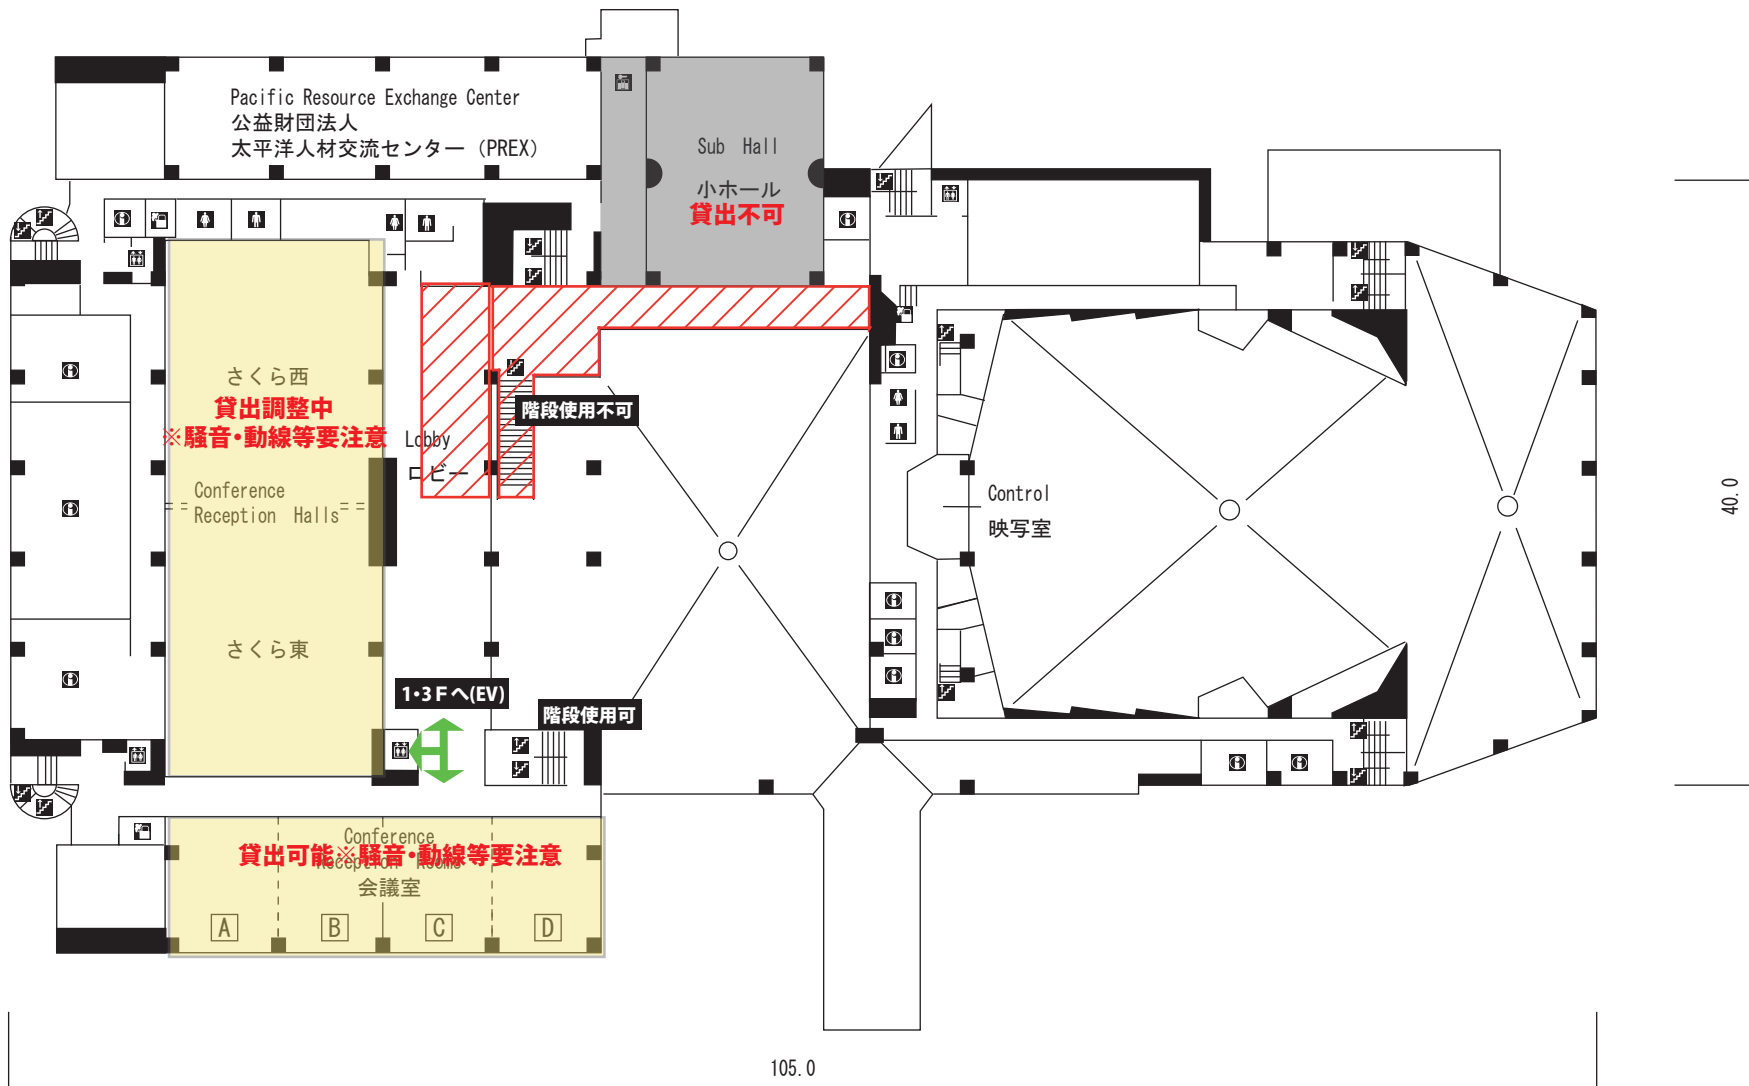 Pacific Resource Exchange Center
公益財団法人
太平洋人材交流センター（PREX）
Sub Hall
小ホール
貸出不可
さくら西
貸出調整中
※騒音・動線等要注意
階段使用不可
Lobby
ロビー
Conference
Reception Halls
Control
映写室
40.0
さくら東
1・3Fへ(EV)
階段使用可
Conference
Reception Rooms
貸出可能※騒音・動線等要注意
会議室
A
B
C
D
105.0